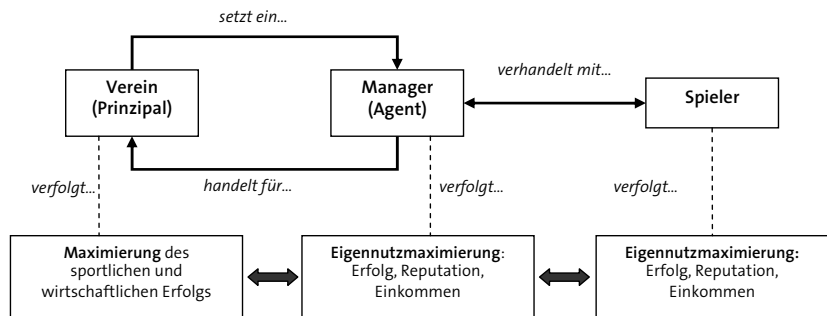 setzt ein...
Verein
(Prinzipal)
Manager
(Agent)
verhandelt mit...
Spieler
handelt für...
verfolgt...
verfolgt...
verfolgt...
Maximierung des
sportlichen und
wirtschaftlichen Erfolgs
Eigennutzmaximierung:
Erfolg, Reputation,
Einkommen
Eigennutzmaximierung:
Erfolg, Reputation,
Einkommen